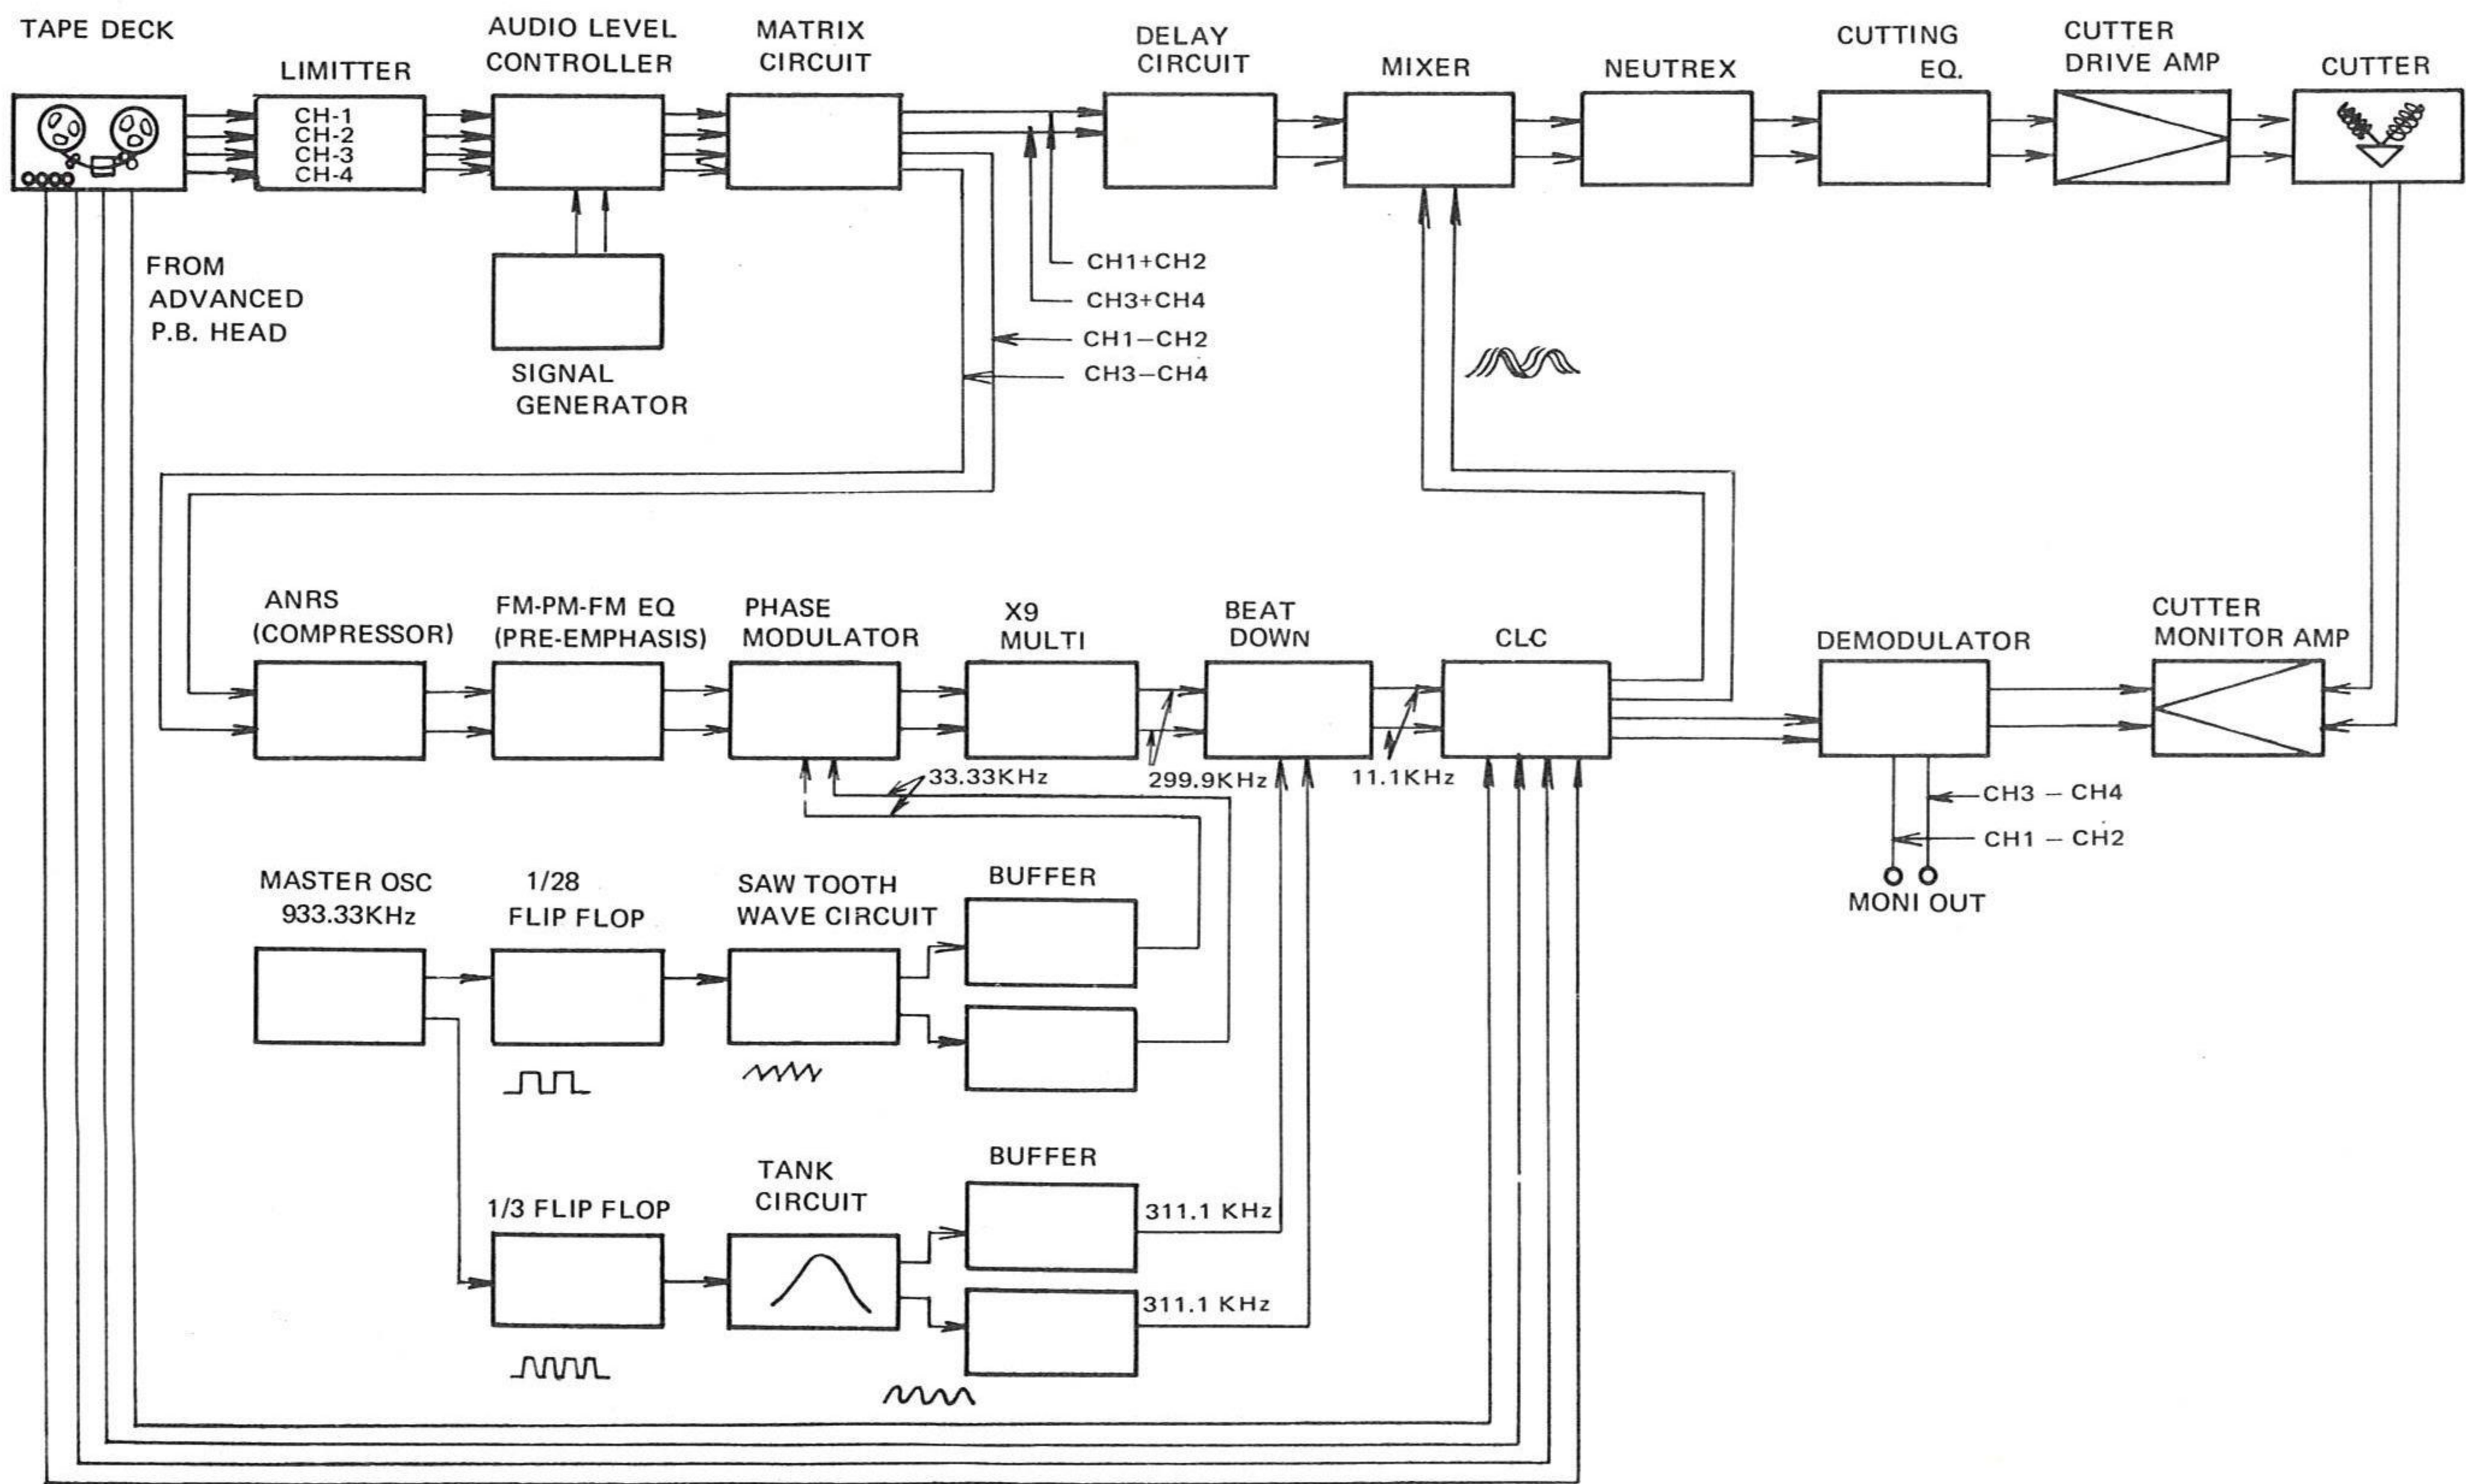 TAPE DECK
LIMITTER
CH-1
CH-2
CH-3
CH-4
AUDIO LEVEL
CONTROLLER
MATRIX
CIRCUIT
DELAY
CIRCUIT
MIXER
NEUTREX
CUTTING
EQ.
CUTTER
DRIVE AMP
CUTTER
FROM
ADVANCED
P.B. HEAD
SIGNAL
GENERATOR
CH1+CH2
CH3+CH4
CH1−CH2
CH3−CH4
ANRS
(COMPRESSOR)
FM-PM-FM EQ
(PRE-EMPHASIS)
PHASE
MODULATOR
X9
MULTI
BEAT
DOWN
CLC
DEMODULATOR
CUTTER
MONITOR AMP
33.33KHz
299.9KHz
11.1KHz
CH3 − CH4
CH1 − CH2
MONI OUT
MASTER OSC
933.33KHz
1/28
FLIP FLOP
SAW TOOTH
WAVE CIRCUIT
BUFFER
1/3 FLIP FLOP
TANK
CIRCUIT
BUFFER
311.1 KHz
311.1 KHz